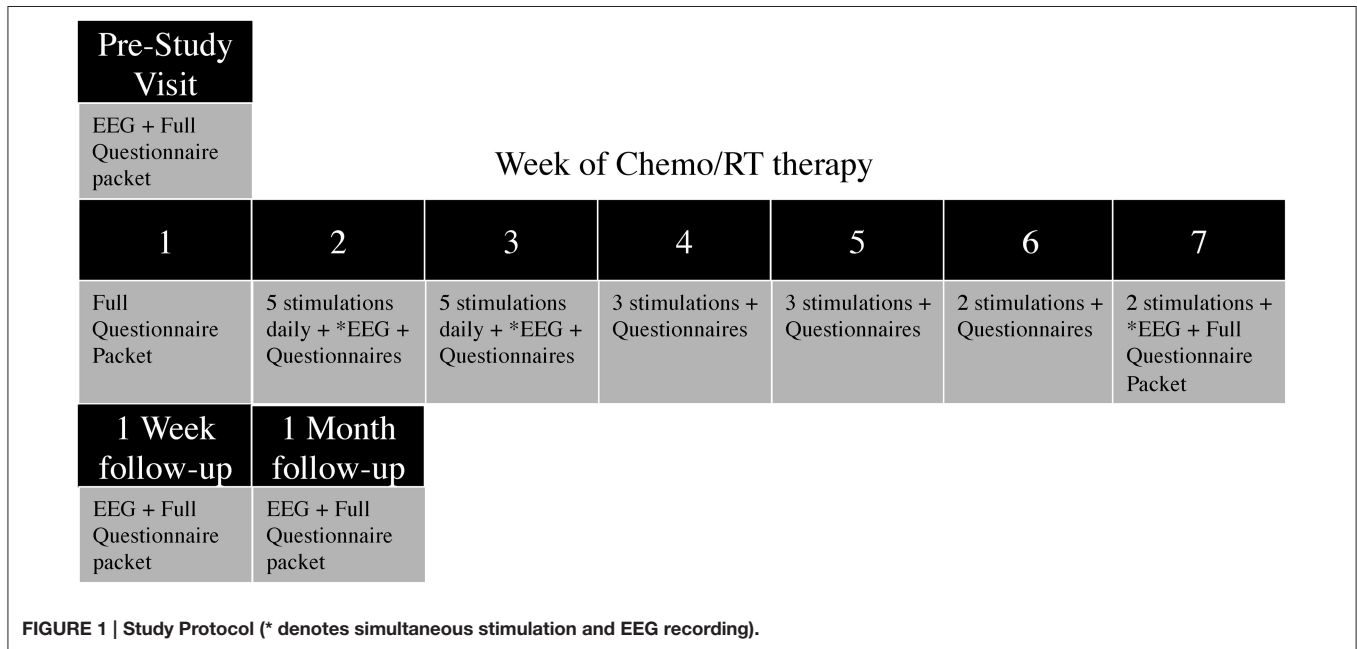 Pre-Study
Visit
EEG + Full
Questionnaire
packet
Week of Chemo/RT therapy
1
2
3
4
5
6
7
Full
Questionnaire
Packet
5 stimulations
daily + *EEG +
Questionnaires
5 stimulations
daily + *EEG +
Questionnaires
3 stimulations +
Questionnaires
3 stimulations +
Questionnaires
2 stimulations +
Questionnaires
2 stimulations +
*EEG + Full
Questionnaire
Packet
1 Week
follow-up
1 Month
follow-up
EEG + Full
Questionnaire
packet
EEG + Full
Questionnaire
packet
FIGURE 1 | Study Protocol (* denotes simultaneous stimulation and EEG recording).